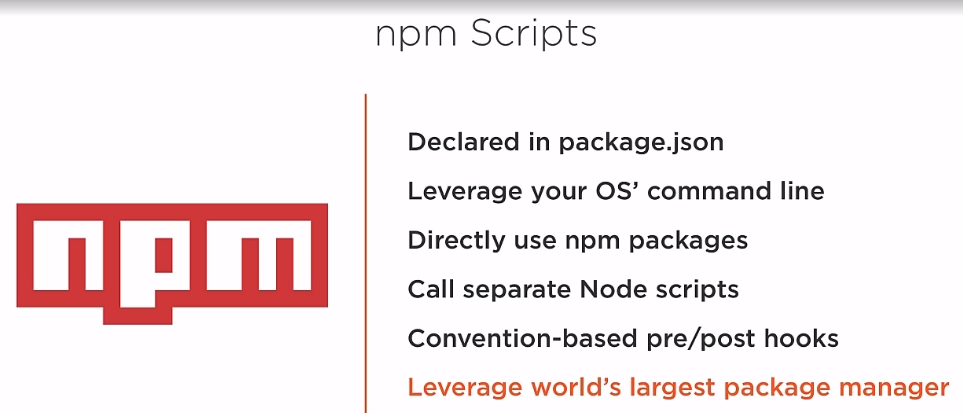 npm Scripts
npm
Declared in package.json
Leverage your OS’ command line
Directly use npm packages
Call separate Node scripts
Convention-based pre/post hooks
Leverage world’s largest package manager